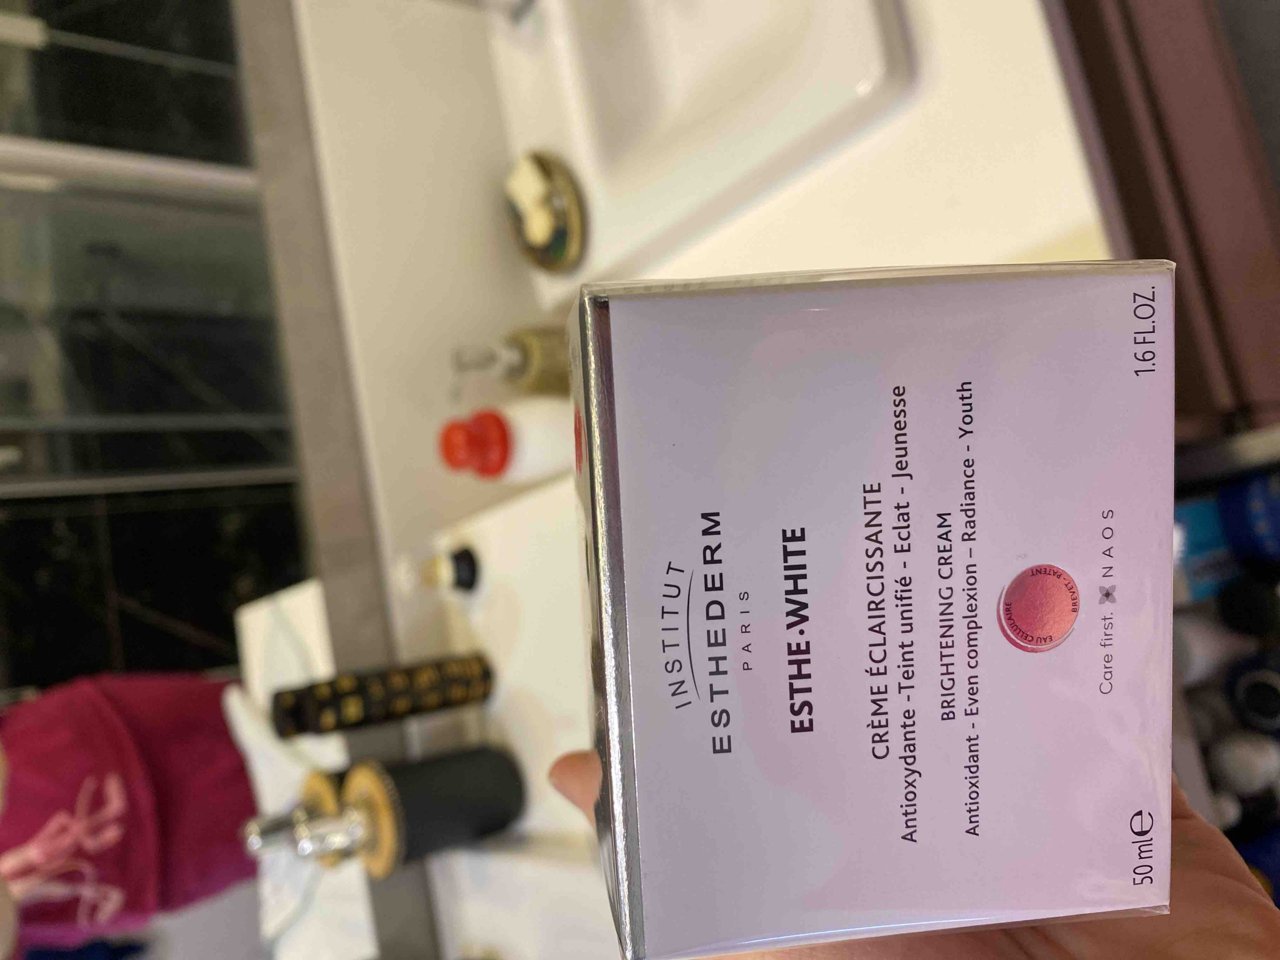 INSTITUT
ESTHEDERM
PARIS
ESTHE•WHITE
CRÈME ÉCLAIRCISSANTE
Antioxydante -Teint unifié - Eclat - Jeunesse
BRIGHTENING CREAM
Antioxidant - Even complexion – Radiance - Youth
EAU CELLULAIRE
BREVET - PATENT
Care first. NAOS
50 ml℮ 1.6 FL.OZ.